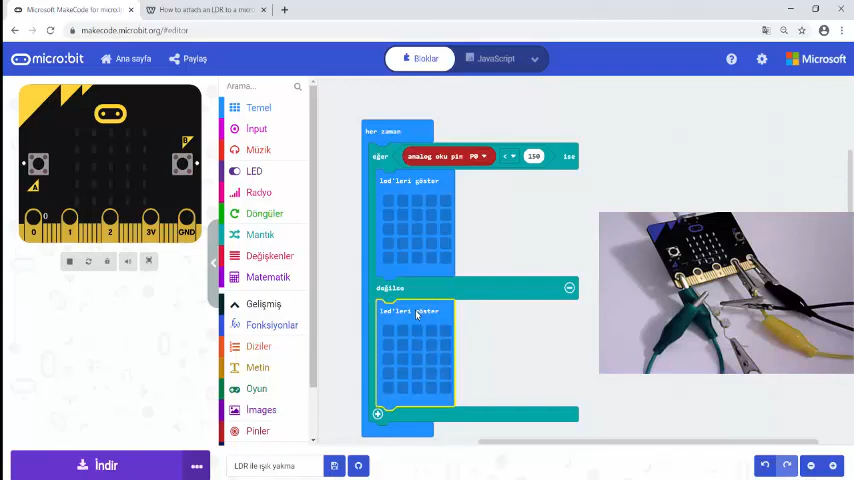 Microsoft MakeCode for micro:bi
How to attach an LDR to a micro
makecode.microbit.org/#editor
micro:bit
Ana sayfa
Paylaş
Bloklar
JavaScript
Microsoft
Arama...
Temel
İnput
Müzik
LED
Radyo
Döngüler
Mantık
Değişkenler
Matematik
Gelişmiş
Fonksiyonlar
Diziler
Metin
Oyun
Images
Pinler
her zaman
eğer analog oku pin P0 < 150 ise
led'leri göster
değilse
led'leri göster
A
B
0
0 1 2 3V GND
İndir
LDR ile ışık yakma